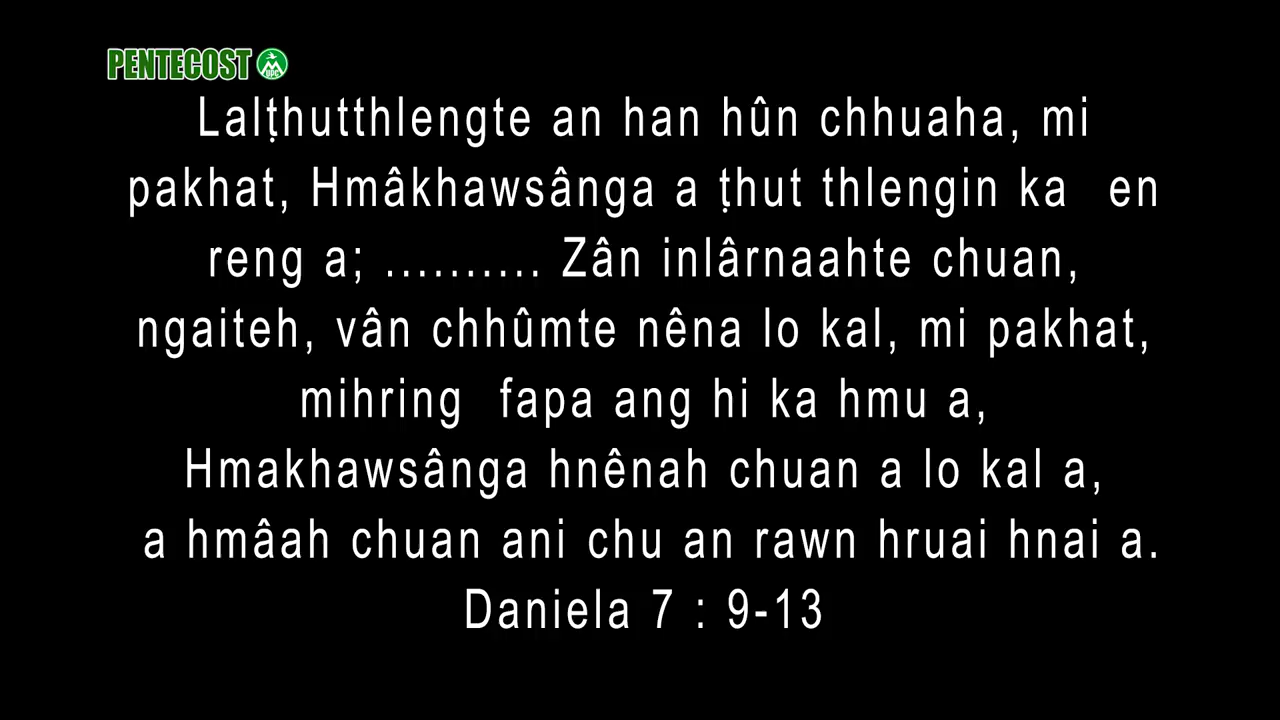 PENTECOST UPC
Lalṭhutthlengte an han hûn chhuaha, mi
pakhat, Hmâkhawsânga a ṭhut thlengin ka en
reng a; .......... Zân inlârnaahte chuan,
ngaiteh, vân chhûmte nêna lo kal, mi pakhat,
mihring fapa ang hi ka hmu a,
Hmakhawsânga hnênah chuan a lo kal a,
a hmâah chuan ani chu an rawn hruai hnai a.
Daniela 7 : 9-13